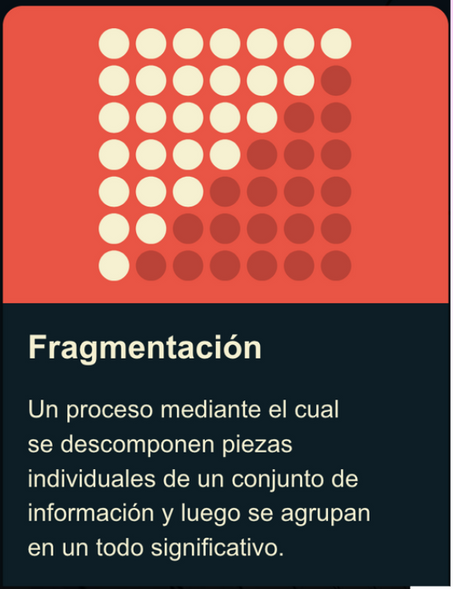 Fragmentación
Un proceso mediante el cual
se descomponen piezas
individuales de un conjunto de
información y luego se agrupan
en un todo significativo.